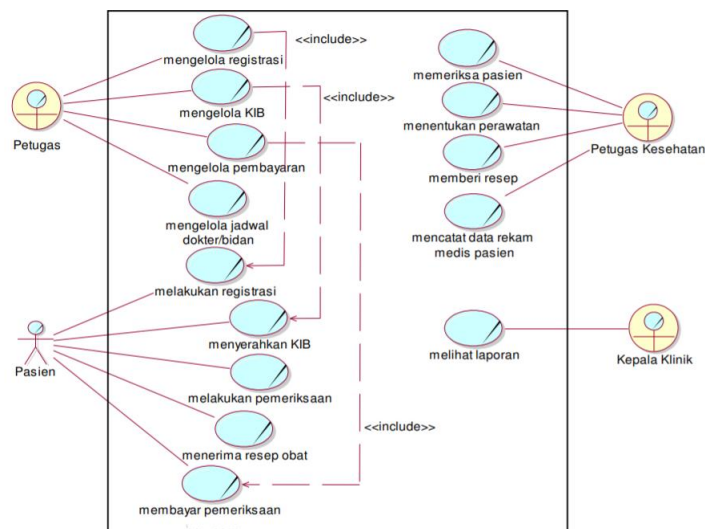 <<include>>
mengelola registrasi
memeriksa pasien
<<include>>
mengelola KIB
menentukan perawatan
Petugas
Petugas Kesehatan
mengelola pembayaran
memberi resep
mengelola jadwal
dokter/bidan
mencatat data rekam
medis pasien
melakukan registrasi
menyerahkan KIB
melihat laporan
Kepala Klinik
Pasien
melakukan pemeriksaan
<<include>>
menerima resep obat
membayar pemeriksaan